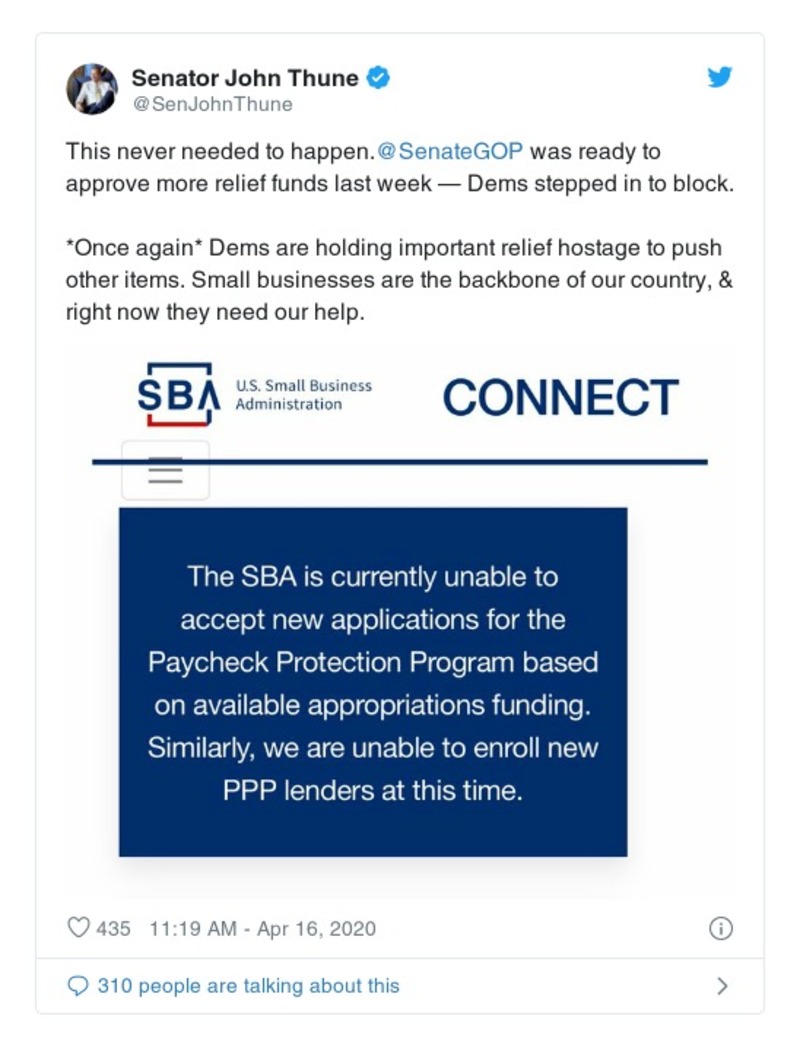 Senator John Thune
@SenJohnThune
This never needed to happen.@SenateGOP was ready to
approve more relief funds last week — Dems stepped in to block.
*Once again* Dems are holding important relief hostage to push
other items. Small businesses are the backbone of our country, &
right now they need our help.
SBA U.S. Small Business
Administration
CONNECT
The SBA is currently unable to
accept new applications for the
Paycheck Protection Program based
on available appropriations funding.
Similarly, we are unable to enroll new
PPP lenders at this time.
435 11:19 AM - Apr 16, 2020
310 people are talking about this